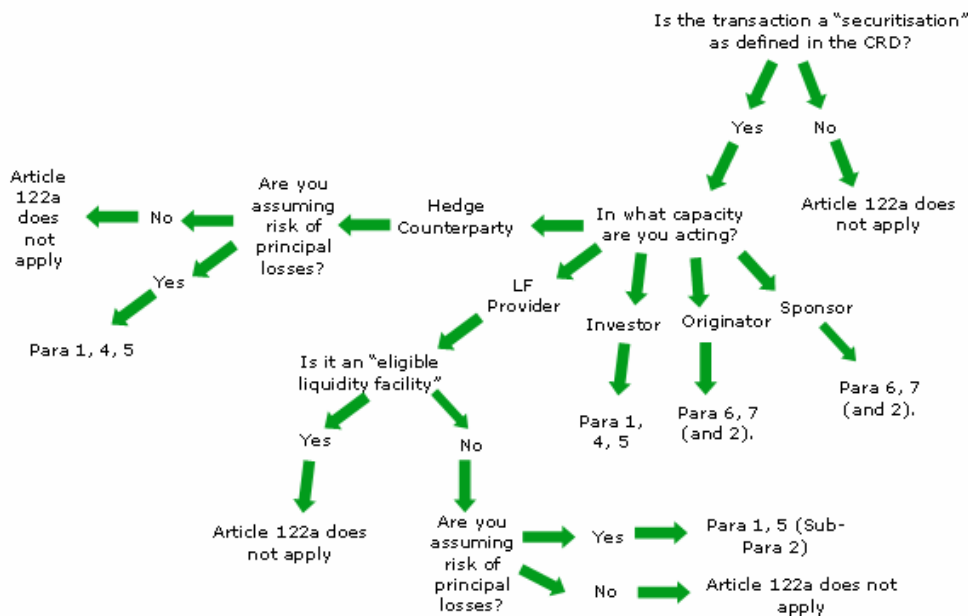 Is the transaction a “securitisation”
as defined in the CRD?
Yes
No
Article 122a does
not apply
In what capacity
are you acting?
Hedge
Counterparty
Are you
assuming
risk of
principal
losses?
No
Article
122a
does
not
apply
Yes
Para 1, 4, 5
LF
Provider
Investor
Originator
Sponsor
Is it an “eligible
liquidity facility”
Para 1,
4, 5
Para 6, 7
(and 2).
Para 6, 7
(and 2).
Yes
No
Article 122a does
not apply
Are you
assuming
risk of
principal
losses?
Yes
Para 1, 5 (Sub-
Para 2)
No
Article 122a does not
apply